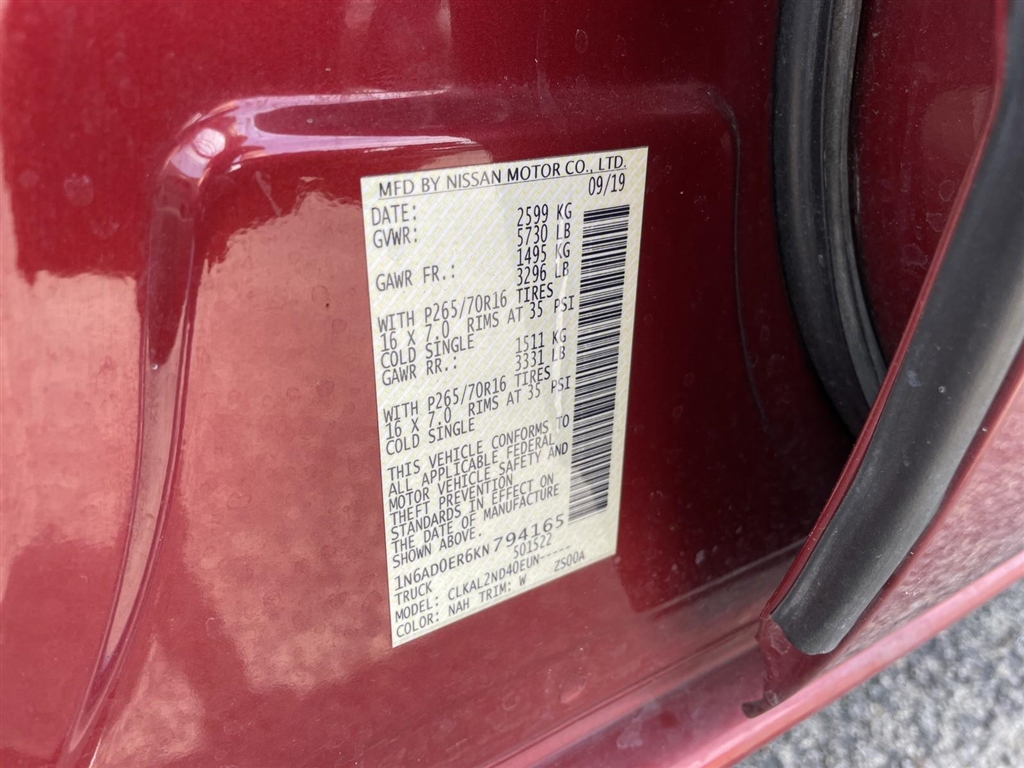 MFD BY NISSAN MOTOR CO., LTD.
DATE: 09/19
GVWR: 2599 KG
5730 LB
GAWR FR.: 1495 KG
3296 LB
WITH P265/70R16 TIRES
16 X 7.0 RIMS AT 35 PSI
COLD SINGLE
GAWR RR.: 1511 KG
3331 LB
WITH P265/70R16 TIRES
16 X 7.0 RIMS AT 35 PSI
COLD SINGLE
THIS VEHICLE CONFORMS TO
ALL APPLICABLE FEDERAL
MOTOR VEHICLE SAFETY AND
THEFT PREVENTION
STANDARDS IN EFFECT ON
THE DATE OF MANUFACTURE
SHOWN ABOVE.
1N6AD0ER6KN794165
TRUCK 501522
MODEL: CLKAL2ND40EUN-----
COLOR: NAH TRIM: W ZS00A